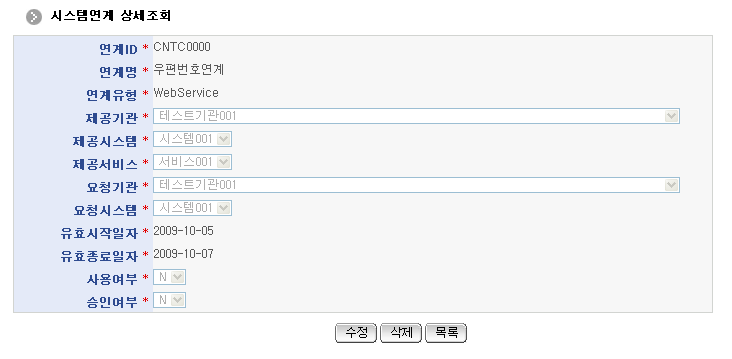 시스템연계 상세조회
연계ID * CNTC0000
연계명 * 우편번호연계
연계유형 * WebService
제공기관 * 테스트기관001
제공시스템 * 시스템001
제공서비스 * 서비스001
요청기관 * 테스트기관001
요청시스템 * 시스템001
유효시작일자 * 2009-10-05
유효종료일자 * 2009-10-07
사용여부 * N
승인여부 * N
수정 삭제 목록